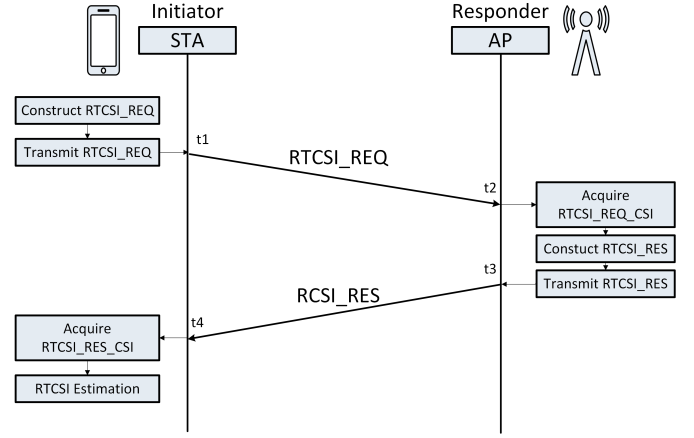 Initiator
Responder
STA
AP
Construct RTCSI_REQ
Transmit RTCSI_REQ
t1
RTCSI_REQ
t2
Acquire
RTCSI_REQ_CSI
Constuct RTCSI_RES
t3
Transmit RTCSI_RES
RCSI_RES
t4
Acquire
RTCSI_RES_CSI
RTCSI Estimation